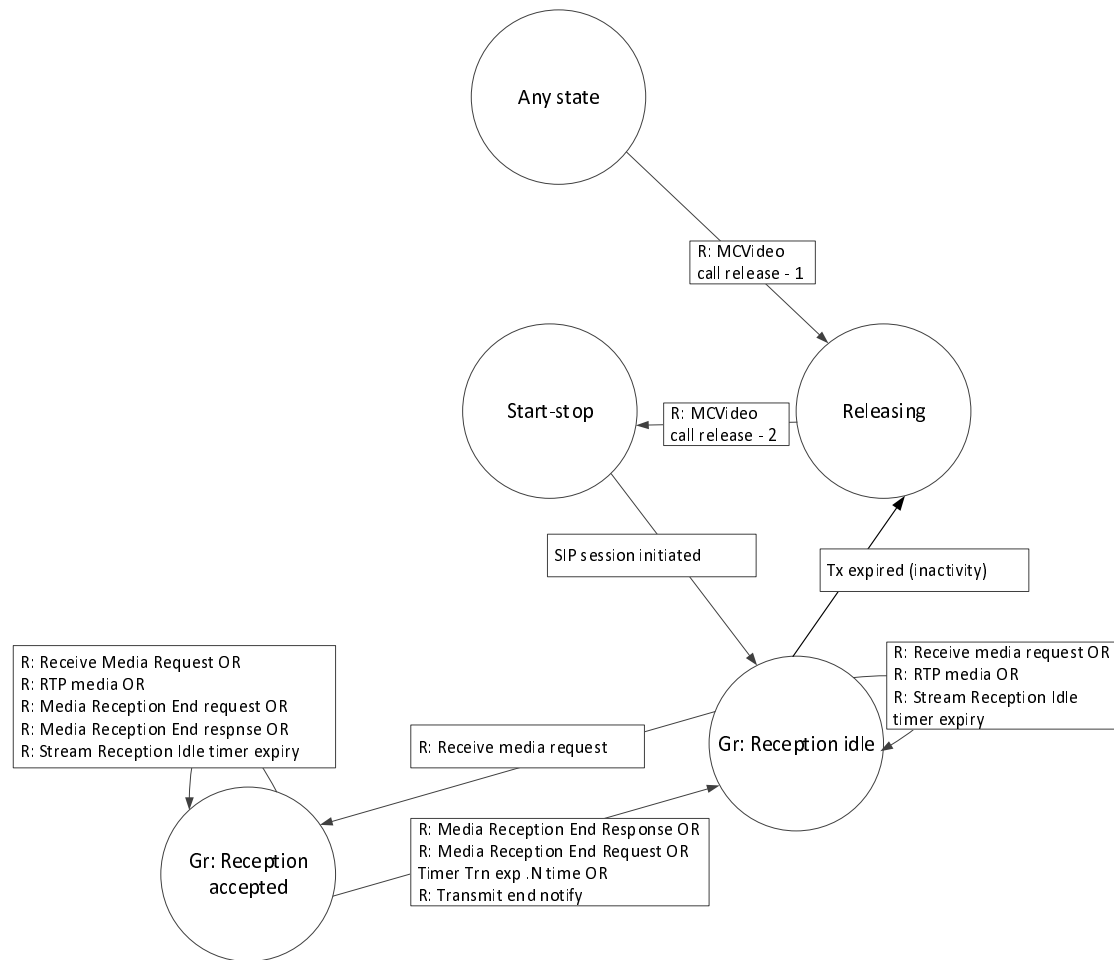 Any state
R: MCVideo
call release - 1
Start-stop
R: MCVideo
call release - 2
Releasing
SIP session initiated
Tx expired (inactivity)
R: Receive Media Request OR
R: RTP media OR
R: Media Reception End request OR
R: Media Reception End respnse OR
R: Stream Reception Idle timer expiry
R: Receive media request
Gr: Reception idle
R: Receive media request OR
R: RTP media OR
R: Stream Reception Idle
timer expiry
Gr: Reception
accepted
R: Media Reception End Response OR
R: Media Reception End Request OR
Timer Trn exp .N time OR
R: Transmit end notify